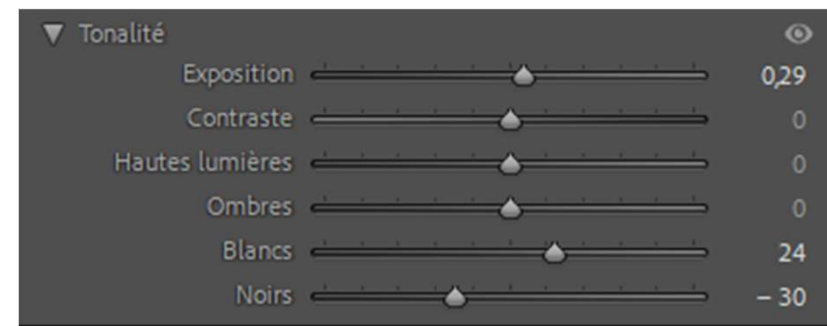 Tonalité
Exposition 0,29
Contraste 0
Hautes lumières 0
Ombres 0
Blancs 24
Noirs – 30